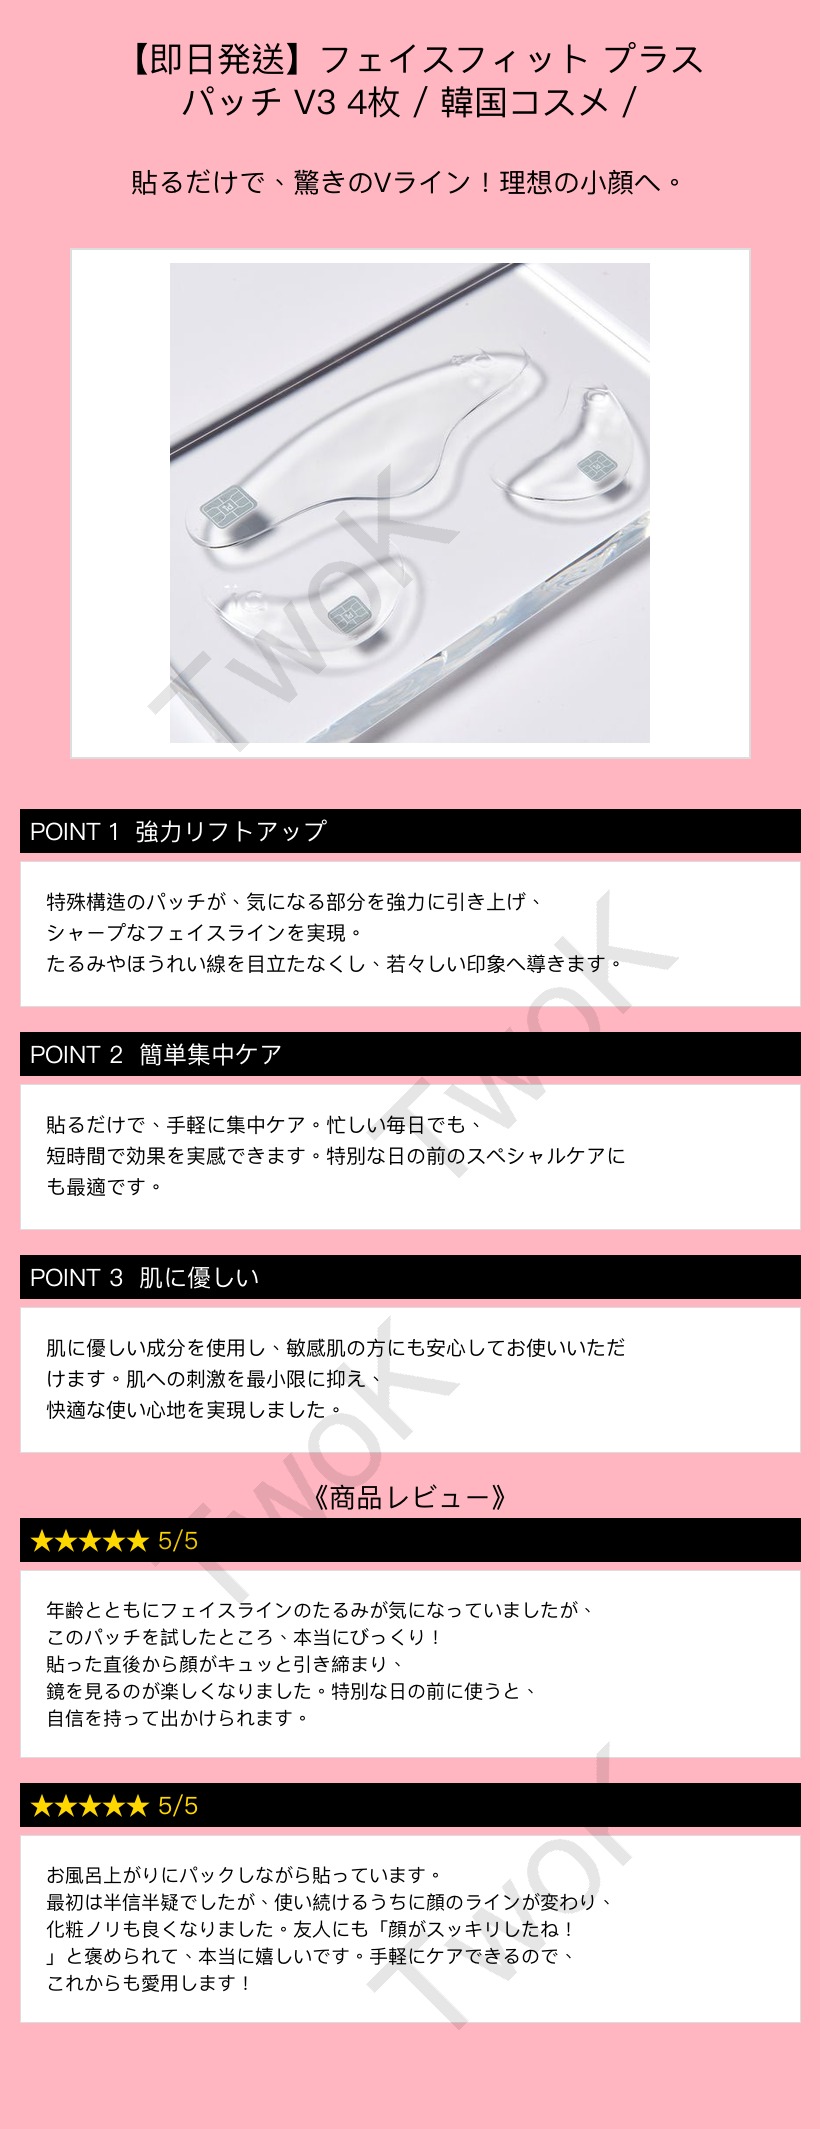 【即日発送】フェイスフィット プラス
パッチ V3 4枚 / 韓国コスメ /
貼るだけで、驚きのVライン！理想の小顔へ。
TwoK
POINT 1 強力リフトアップ
特殊構造のパッチが、気になる部分を強力に引き上げ、
シャープなフェイスラインを実現。
たるみやほうれい線を目立たなくし、若々しい印象へ導きます。
TwoK
POINT 2 簡単集中ケア
貼るだけで、手軽に集中ケア。忙しい毎日でも、
短時間で効果を実感できます。特別な日の前のスペシャルケアに
も最適です。
POINT 3 肌に優しい
肌に優しい成分を使用し、敏感肌の方にも安心してお使いいただ
けます。肌への刺激を最小限に抑え、
快適な使い心地を実現しました。
TwoK
《商品レビュー》
★★★★★ 5/5
年齢とともにフェイスラインのたるみが気になっていましたが、
このパッチを試したところ、本当にびっくり！
貼った直後から顔がキュッと引き締まり、
鏡を見るのが楽しくなりました。特別な日の前に使うと、
自信を持って出かけられます。
★★★★★ 5/5
お風呂上がりにパックしながら貼っています。
最初は半信半疑でしたが、使い続けるうちに顔のラインが変わり、
化粧ノリも良くなりました。友人にも「顔がスッキリしたね！
」と褒められて、本当に嬉しいです。手軽にケアできるので、
これからも愛用します！
TwoK